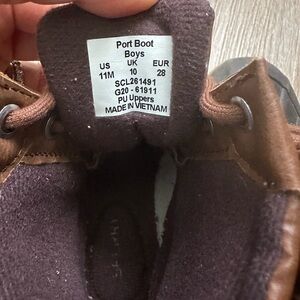 Port Boot
Boys
US UK EUR
11M 10 28
SCL261491
G20 - 61911
PU Uppers
MADE IN VIETNAM